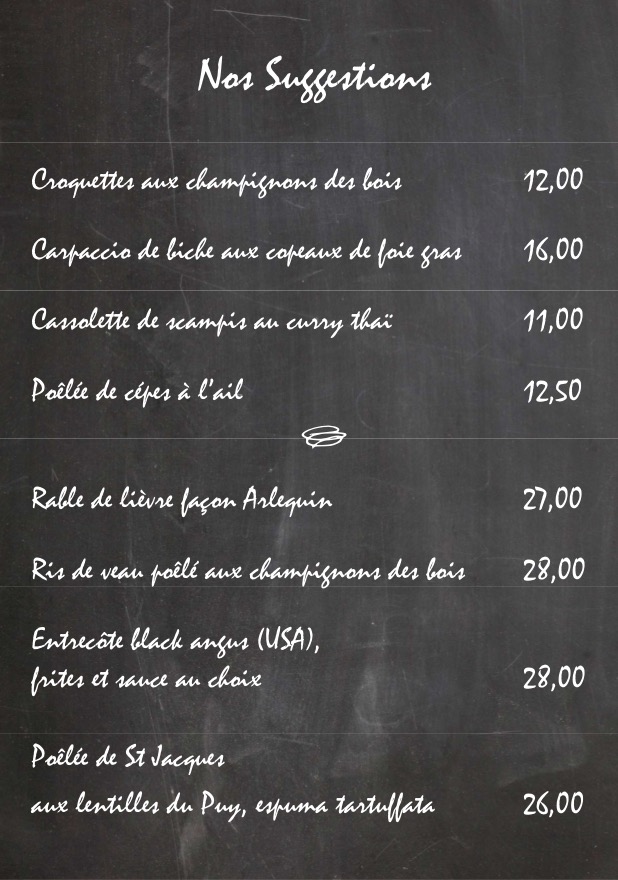 Nos Suggestions
Croquettes aux champignons des bois 12,00
Carpaccio de biche aux copeaux de foie gras 16,00
Cassolette de scampis au curry thaï 11,00
Poêlée de cépes à l'ail 12,50
Rable de lièvre façon Arlequin 27,00
Ris de veau poêlé aux champignons des bois 28,00
Entrecôte black angus (USA),
frites et sauce au choix 28,00
Poêlée de St Jacques
aux lentilles du Puy, espuma tartuffata 26,00